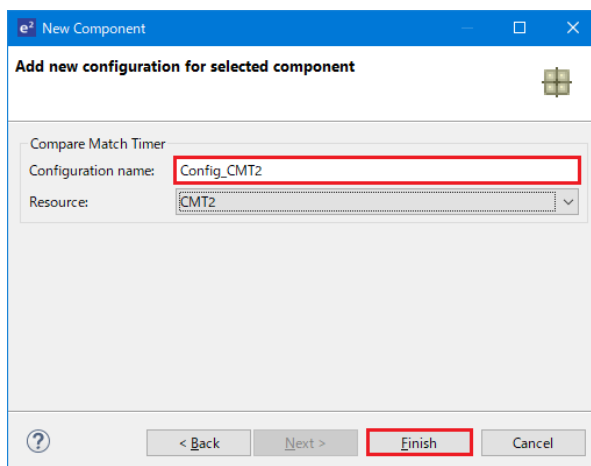 e² New Component
Add new configuration for selected component
Compare Match Timer
Configuration name: Config_CMT2
Resource: CMT2
? < Back Next > Finish Cancel